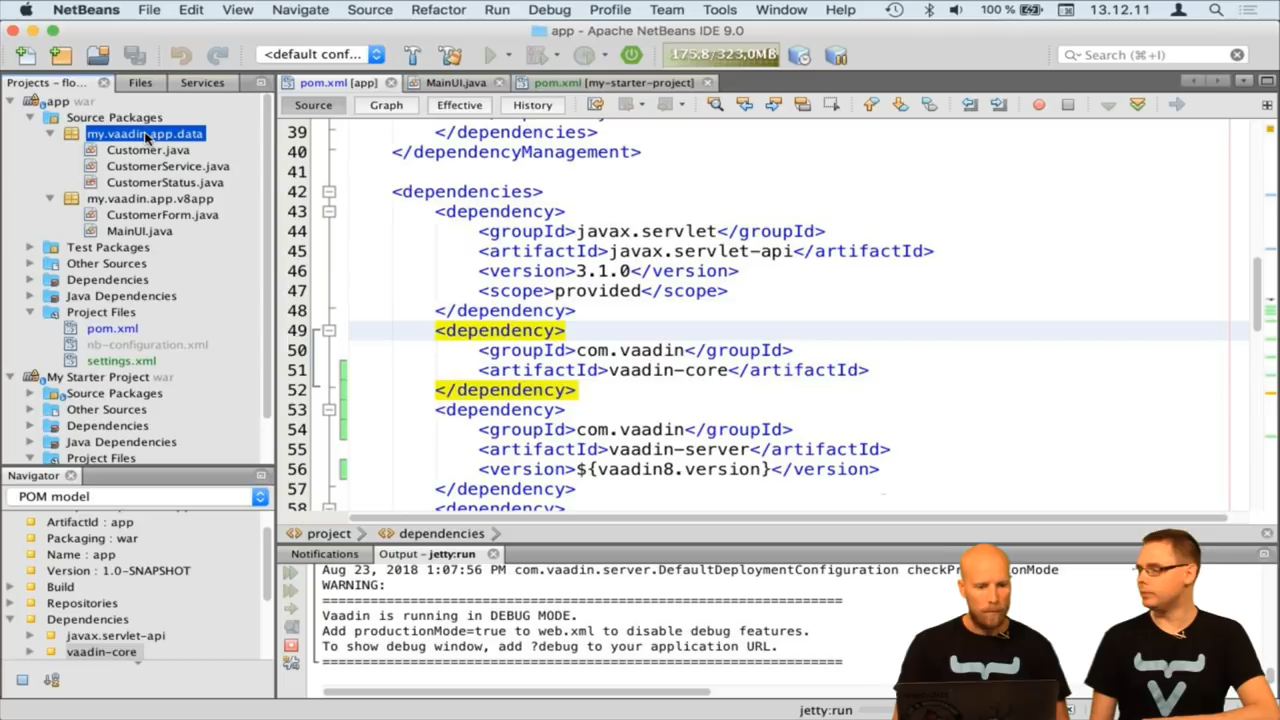 NetBeans File Edit View Navigate Source Refactor Run Debug Profile Team Tools Window Help 100 % 13.12.11
app - Apache NetBeans IDE 9.0
<default conf... 175,8/323,0MB Search (⌘+I)
Projects - flo... Files Services
app war
Source Packages
my.vaadin.app.data
Customer.java
CustomerService.java
CustomerStatus.java
my.vaadin.app.v8app
CustomerForm.java
MainUI.java
Test Packages
Other Sources
Dependencies
Java Dependencies
Project Files
pom.xml
nb-configuration.xml
settings.xml
My Starter Project war
Source Packages
Other Sources
Dependencies
Java Dependencies
Project Files
Navigator
POM model
ArtifactId : app
Packaging : war
Name : app
Version : 1.0-SNAPSHOT
Build
Repositories
Dependencies
javax.servlet-api
vaadin-core
pom.xml [app] MainUI.java pom.xml [my-starter-project]
Source Graph Effective History
39 </dependencies>
40 </dependencyManagement>
41
42 <dependencies>
43 <dependency>
44 <groupId>javax.servlet</groupId>
45 <artifactId>javax.servlet-api</artifactId>
46 <version>3.1.0</version>
47 <scope>provided</scope>
48 </dependency>
49 <dependency>
50 <groupId>com.vaadin</groupId>
51 <artifactId>vaadin-core</artifactId>
52 </dependency>
53 <dependency>
54 <groupId>com.vaadin</groupId>
55 <artifactId>vaadin-server</artifactId>
56 <version>${vaadin8.version}</version>
57 </dependency>
58 <dependency>
project dependencies
Notifications Output - jetty:run
Aug 23, 2018 1:07:56 PM com.vaadin.server.DefaultDeploymentConfiguration
WARNING:
=================================================================
Vaadin is running in DEBUG MODE.
Add productionMode=true to web.xml to disable debug features.
To show debug window, add ?debug to your application URL.
=================================================================
jetty:run